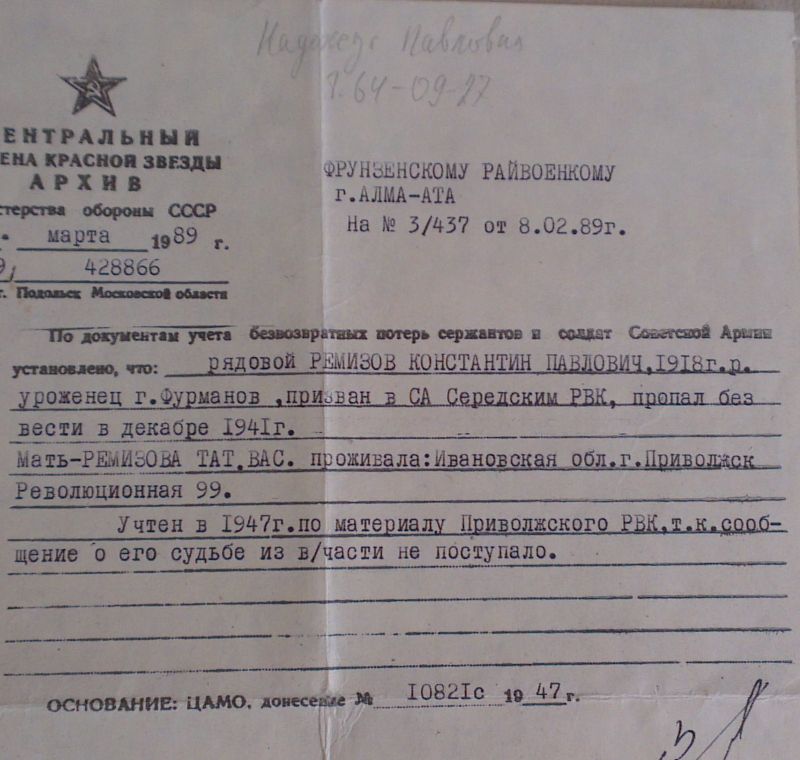 Павловна
64-09-27
ЕНТРАЛЬНЫЙ
ЕНА КРАСНОЙ ЗВЕЗДЫ
АРХИВ
стерства обороны СССР
марта 1989 г.
9/ 428866
г. Подольск Московской области
ФРУНЗЕНСКОМУ РАЙВОЕНКОМУ
г.АЛМА-АТА
На № 3/437 от 8.02.89г.
По документам учета безвозвратных потерь сержантов и солдат Советской Армии
установлено, что: рядовой РЕМИЗОВ КОНСТАНТИН ПАВЛОВИЧ,1918г.р.
уроженец г.Фурманов ,призван в СА Середским РВК, пропал без
вести в декабре 1941г.
Мать-РЕМИЗОВА ТАТ.ВАС. проживала:Ивановская обл.г.Приволжск
Революционная 99.
Учтен в 1947г.по материалу Приволжского РВК,т.к.сооб-
щение о его судьбе из в/части не поступало.
ОСНОВАНИЕ: ЦАМО, донесение № 10821с 1947г.